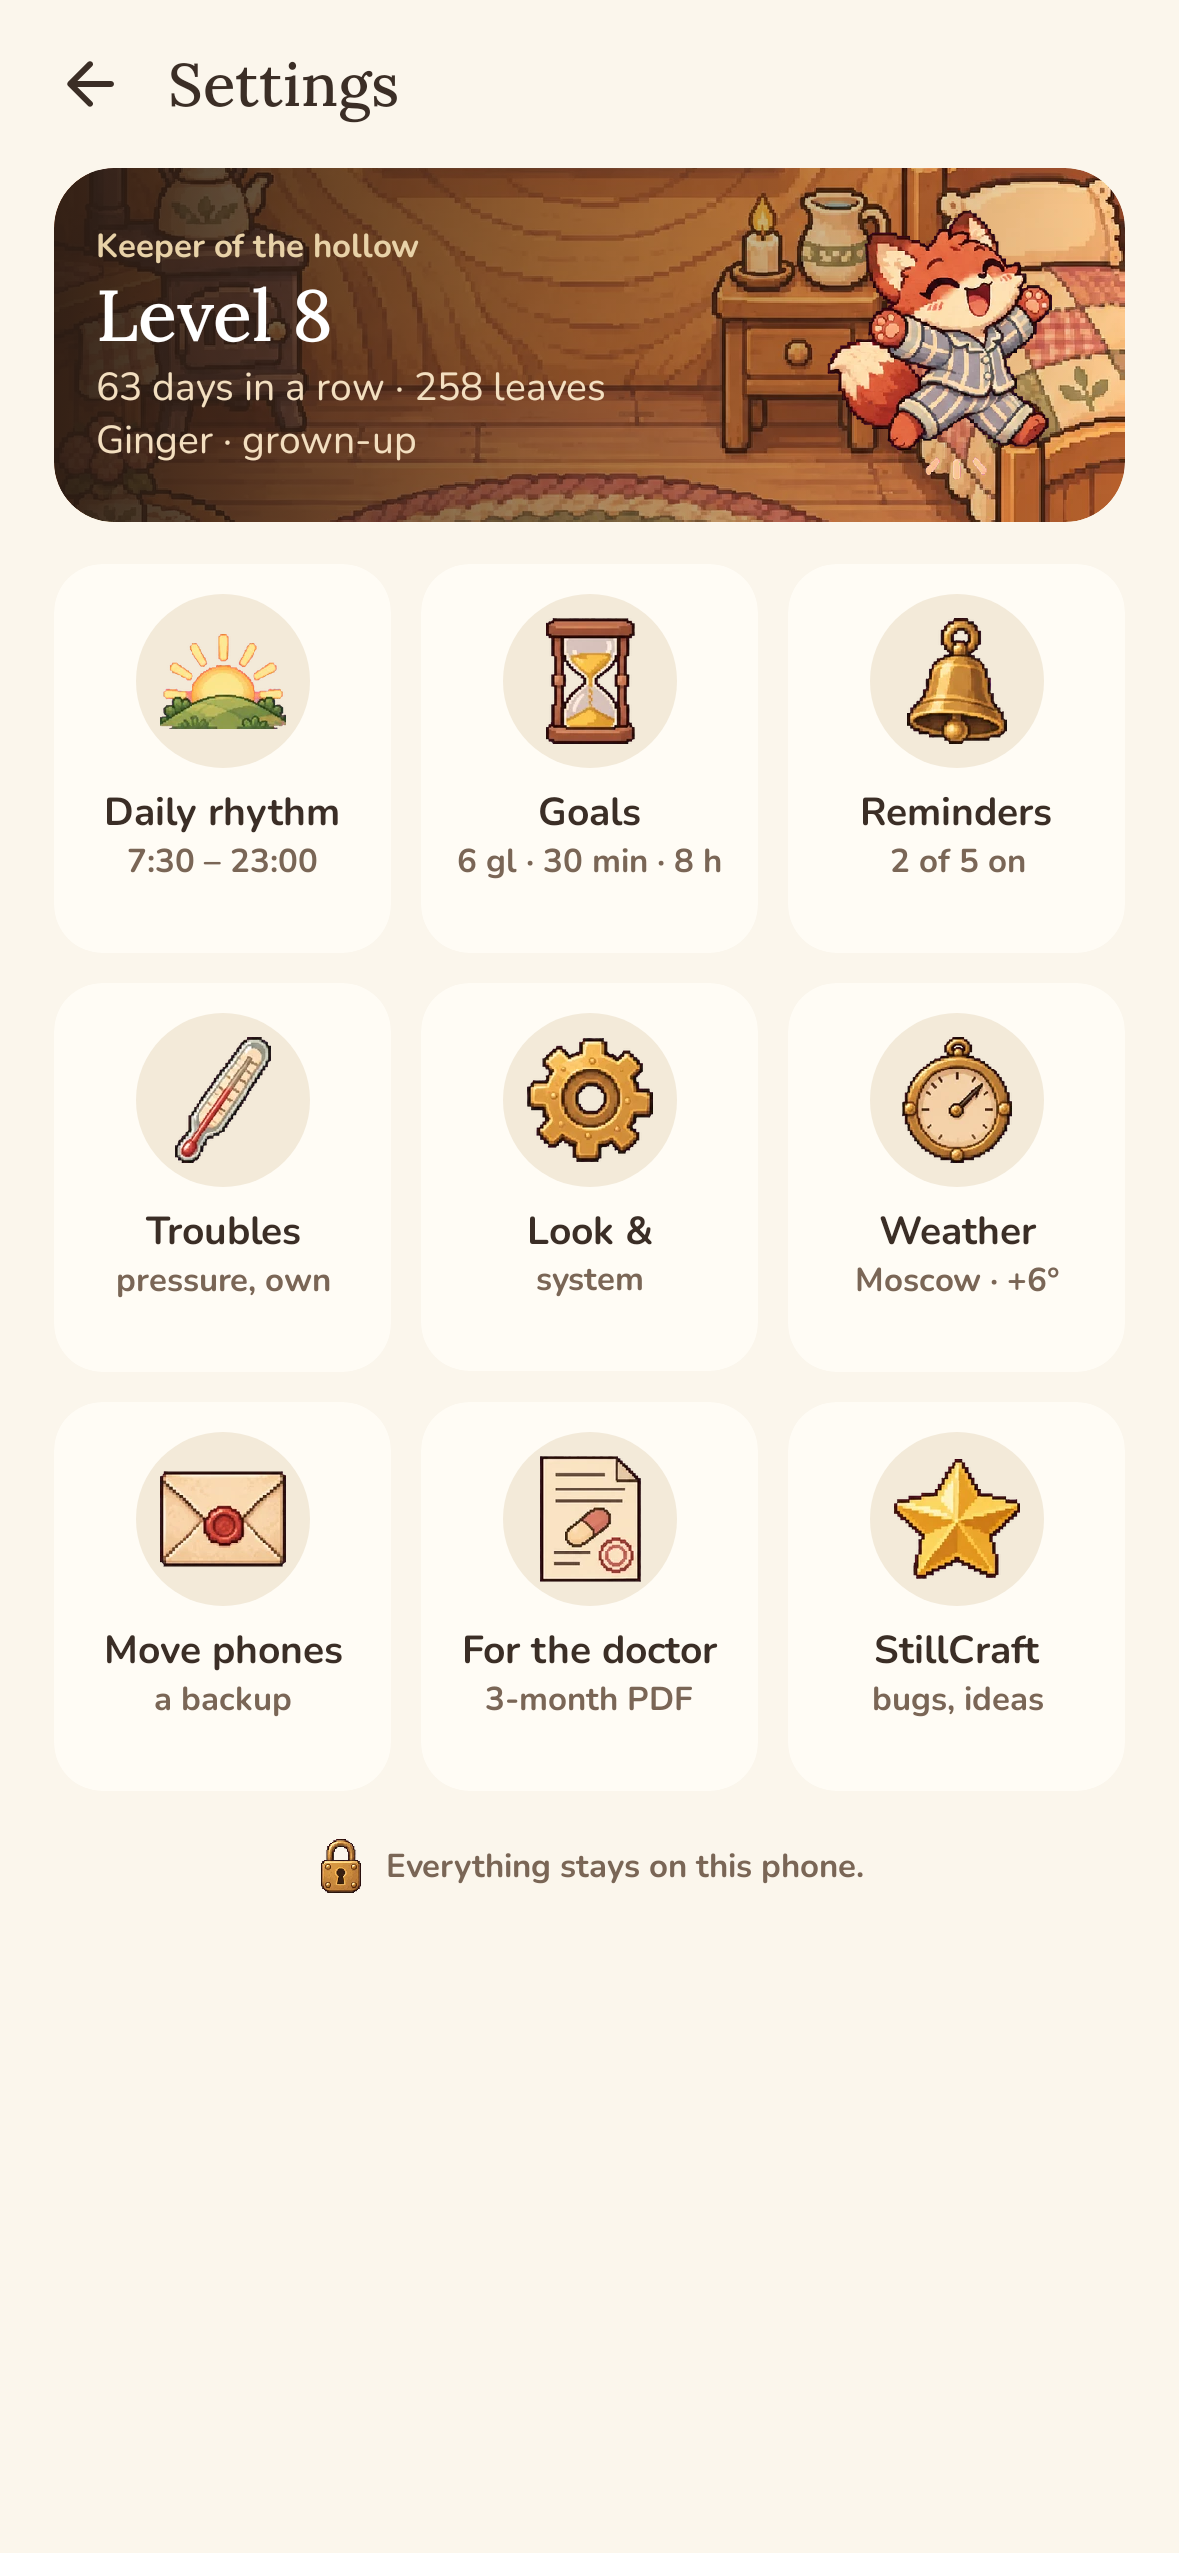 Settings
Keeper of the hollow
Level 8
63 days in a row · 258 leaves
Ginger · grown-up
Daily rhythm
7:30 – 23:00
Goals
6 gl · 30 min · 8 h
Reminders
2 of 5 on
Troubles
pressure, own
Look &
system
Weather
Moscow · +6°
Move phones
a backup
For the doctor
3-month PDF
StillCraft
bugs, ideas
Everything stays on this phone.